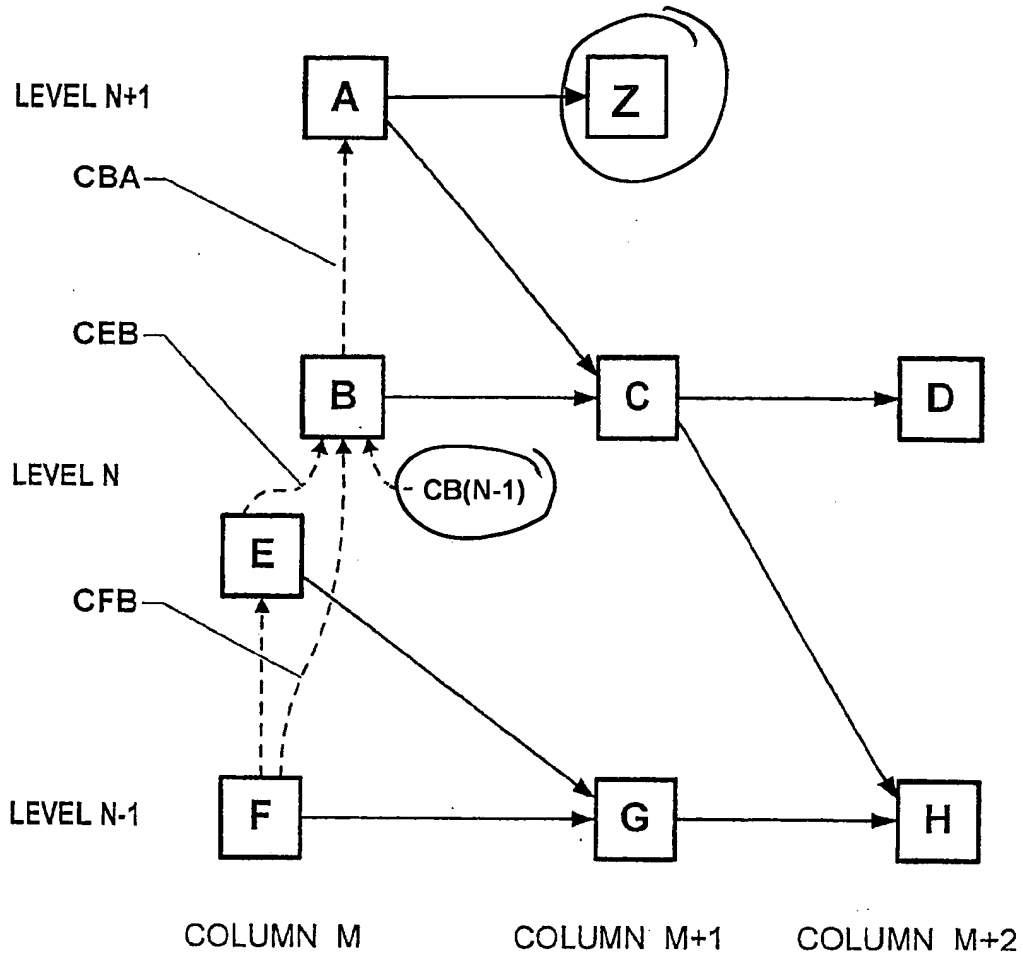 LEVEL N+1
A
Z
CBA
CEB
B
C
D
LEVEL N
CB(N-1)
E
CFB
LEVEL N-1
F
G
H
COLUMN M
COLUMN M+1
COLUMN M+2